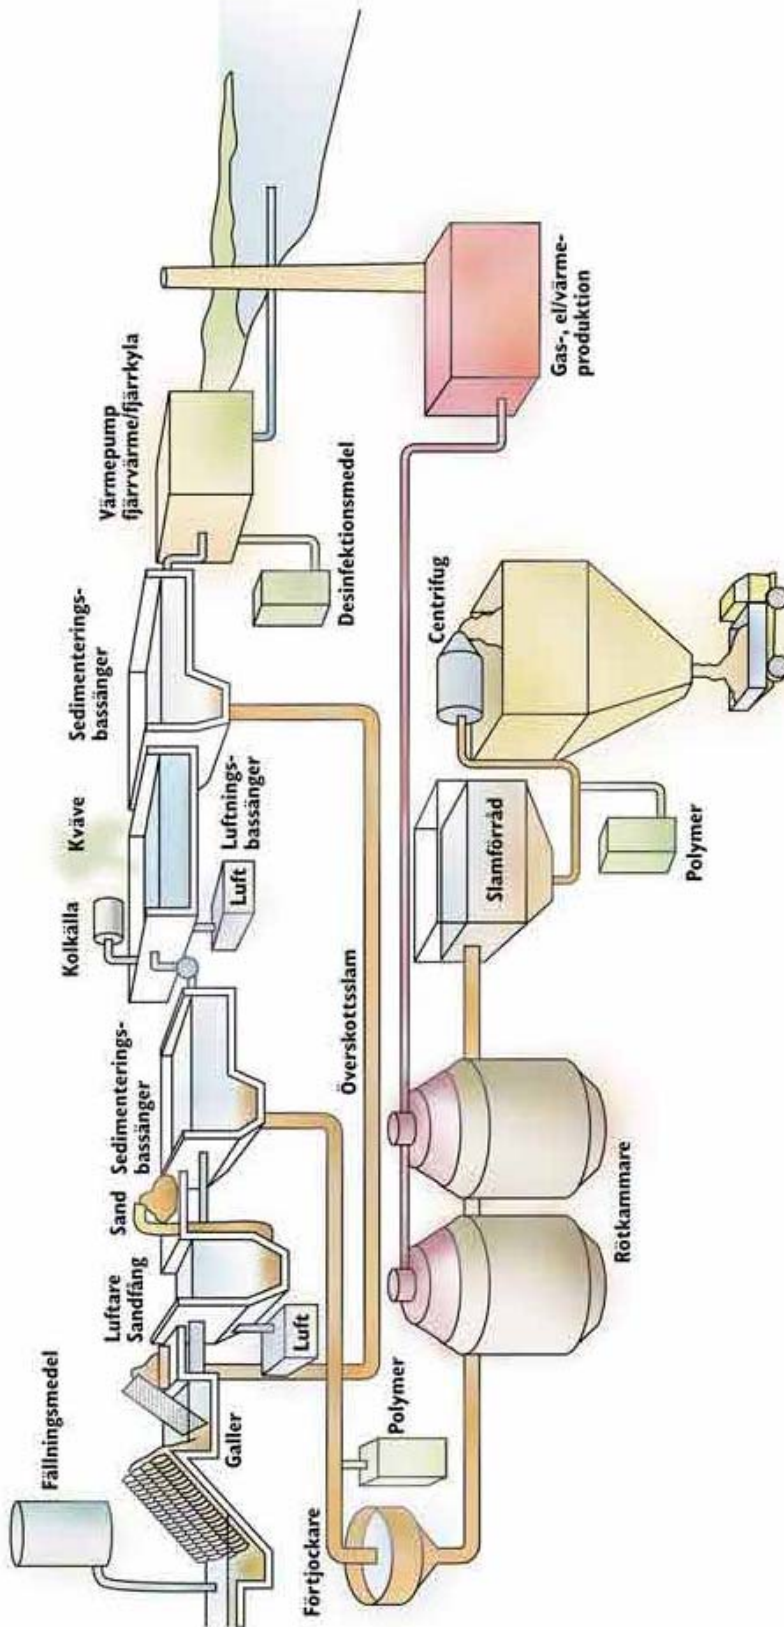 Fällningsmedel
Galler
Luftare
Sandfång
Luft
Sand
Sedimenterings-
bassänger
Kolkälla
Kväve
Luft
Luftnings-
bassänger
Sedimenterings-
bassänger
Värmepump
fjärrvärme/fjärrkyla
Desinfektionsmedel
Överskottsslam
Förtjockare
Polymer
Rötkammare
Slamförråd
Polymer
Centrifug
Gas-, el/värme-
produktion